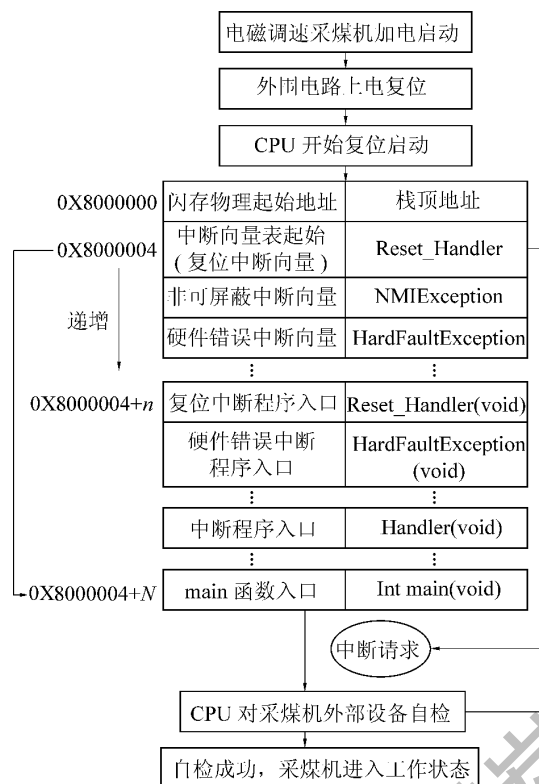 电磁调速采煤机加电启动
外围电路上电复位
CPU 开始复位启动
0X8000000 闪存物理起始地址 栈顶地址
0X8000004 中断向量表起始 Reset_Handler
(复位中断向量)
非可屏蔽中断向量 NMIException
递增 硬件错误中断向量 HardFaultException
0X8000004+n 复位中断程序入口 Reset_Handler(void)
硬件错误中断 HardFaultException
程序入口 (void)
中断程序入口 Handler(void)
0X8000004+N main 函数入口 Int main(void)
中断请求
CPU 对采煤机外部设备自检
自检成功，采煤机进入工作状态